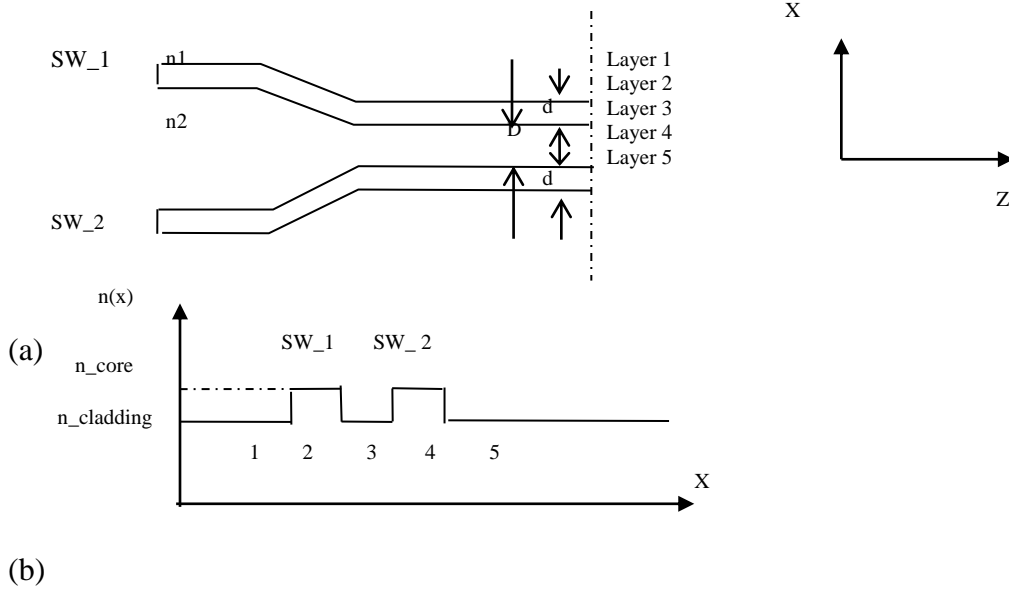 X
SW_1
n1
Layer 1
Layer 2
d
Layer 3
n2
D
Layer 4
Layer 5
d
Z
SW_2
n(x)
(a)
SW_1
SW_ 2
n_core
n_cladding
1
2
3
4
5
X
(b)